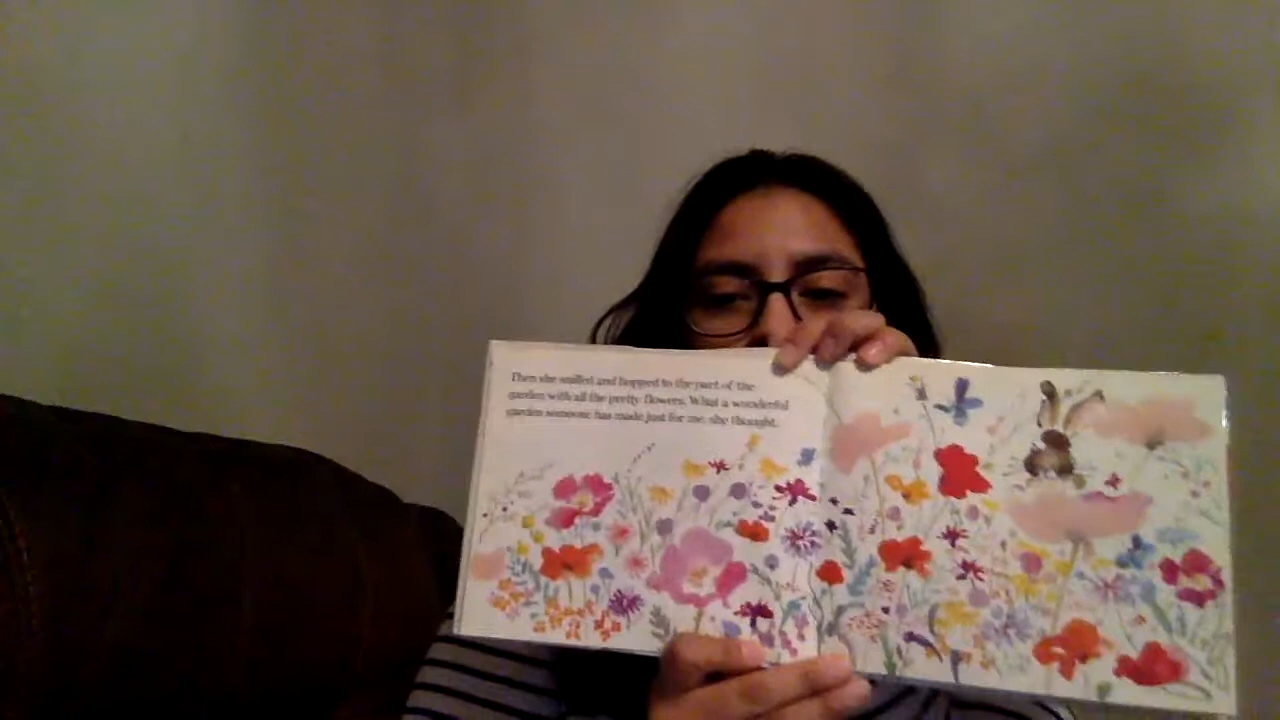 Then she smiled and hopped to the part of the
garden with all the pretty flowers. What a wonderful
garden someone has made just for me, she thought.